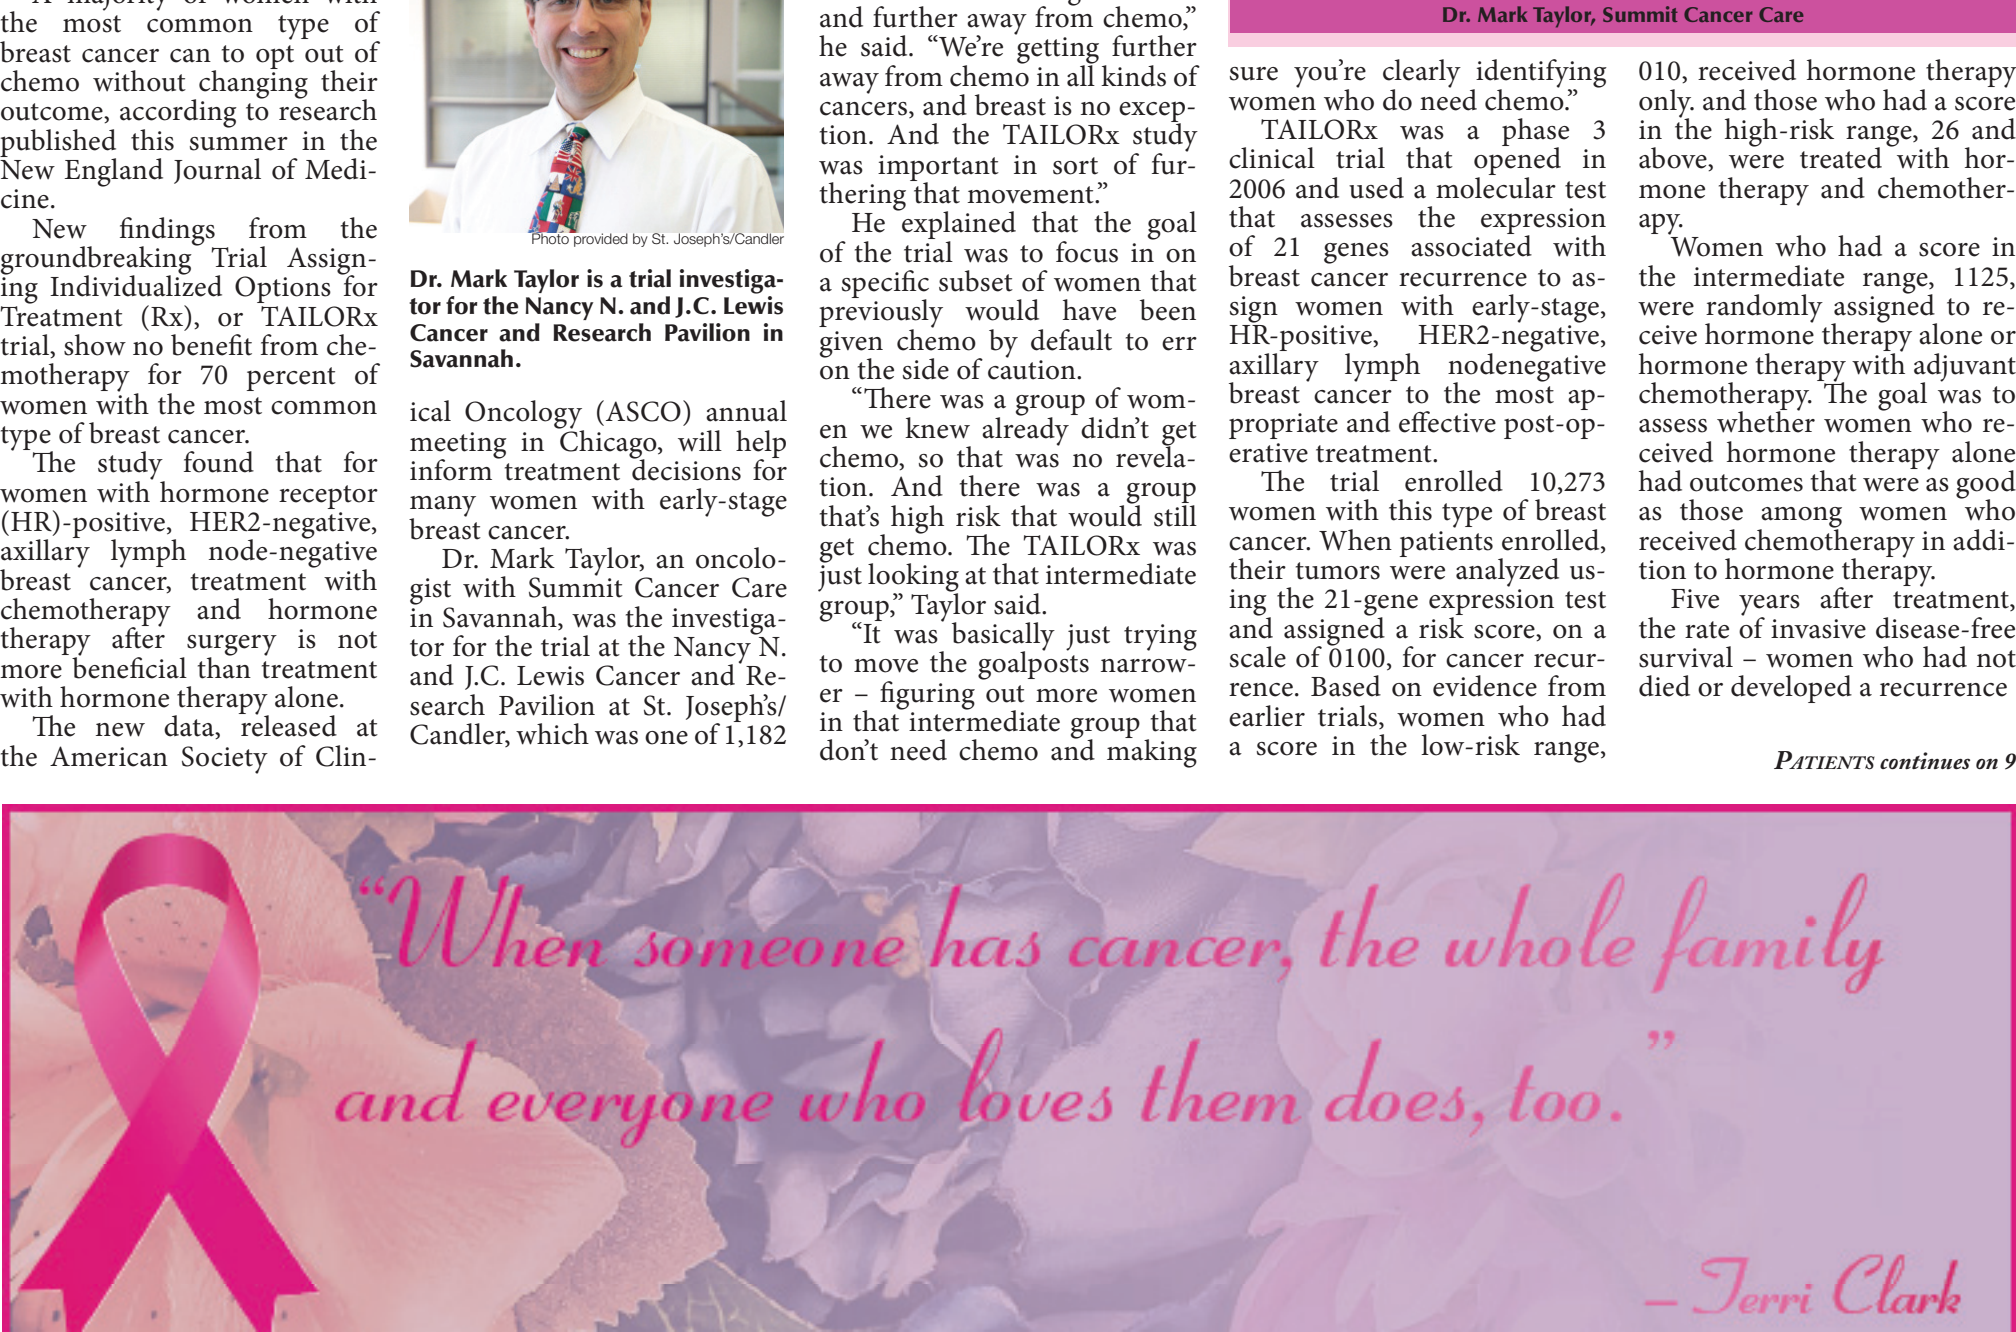 A majority of women with
the most common type of
breast cancer can to opt out of
chemo without changing their
outcome, according to research
published this summer in the
New England Journal of Medi-
cine.
New findings from the
groundbreaking Trial Assign-
ing Individualized Options for
Treatment (Rx), or TAILORx
trial, show no benefit from che-
motherapy for 70 percent of
women with the most common
type of breast cancer.
The study found that for
women with hormone receptor
(HR)-positive, HER2-negative,
axillary lymph node-negative
breast cancer, treatment with
chemotherapy and hormone
therapy after surgery is not
more beneficial than treatment
with hormone therapy alone.
The new data, released at
the American Society of Clin-
Photo provided by St. Joseph's/Candler
Dr. Mark Taylor is a trial investiga-
tor for the Nancy N. and J.C. Lewis
Cancer and Research Pavilion in
Savannah.
ical Oncology (ASCO) annual
meeting in Chicago, will help
inform treatment decisions for
many women with early-stage
breast cancer.
Dr. Mark Taylor, an oncolo-
gist with Summit Cancer Care
in Savannah, was the investiga-
tor for the trial at the Nancy N.
and J.C. Lewis Cancer and Re-
search Pavilion at St. Joseph's/
Candler, which was one of 1,182
and further away from chemo,”
he said. “We’re getting further
away from chemo in all kinds of
cancers, and breast is no excep-
tion. And the TAILORx study
was important in sort of fur-
thering that movement.”
He explained that the goal
of the trial was to focus in on
a specific subset of women that
previously would have been
given chemo by default to err
on the side of caution.
“There was a group of wom-
en we knew already didn’t get
chemo, so that was no revela-
tion. And there was a group
that’s high risk that would still
get chemo. The TAILORx was
just looking at that intermediate
group,” Taylor said.
“It was basically just trying
to move the goalposts narrow-
er – figuring out more women
in that intermediate group that
don’t need chemo and making
Dr. Mark Taylor, Summit Cancer Care
sure you’re clearly identifying
women who do need chemo.”
TAILORx was a phase 3
clinical trial that opened in
2006 and used a molecular test
that assesses the expression
of 21 genes associated with
breast cancer recurrence to as-
sign women with early-stage,
HR-positive, HER2-negative,
axillary lymph nodenegative
breast cancer to the most ap-
propriate and effective post-op-
erative treatment.
The trial enrolled 10,273
women with this type of breast
cancer. When patients enrolled,
their tumors were analyzed us-
ing the 21-gene expression test
and assigned a risk score, on a
scale of 0100, for cancer recur-
rence. Based on evidence from
earlier trials, women who had
a score in the low-risk range,
010, received hormone therapy
only. and those who had a score
in the high-risk range, 26 and
above, were treated with hor-
mone therapy and chemother-
apy.
Women who had a score in
the intermediate range, 1125,
were randomly assigned to re-
ceive hormone therapy alone or
hormone therapy with adjuvant
chemotherapy. The goal was to
assess whether women who re-
ceived hormone therapy alone
had outcomes that were as good
as those among women who
received chemotherapy in addi-
tion to hormone therapy.
Five years after treatment,
the rate of invasive disease-free
survival – women who had not
died or developed a recurrence
PATIENTS continues on 9
“When someone has cancer, the whole family
and everyone who loves them does, too.”
– Terri Clark